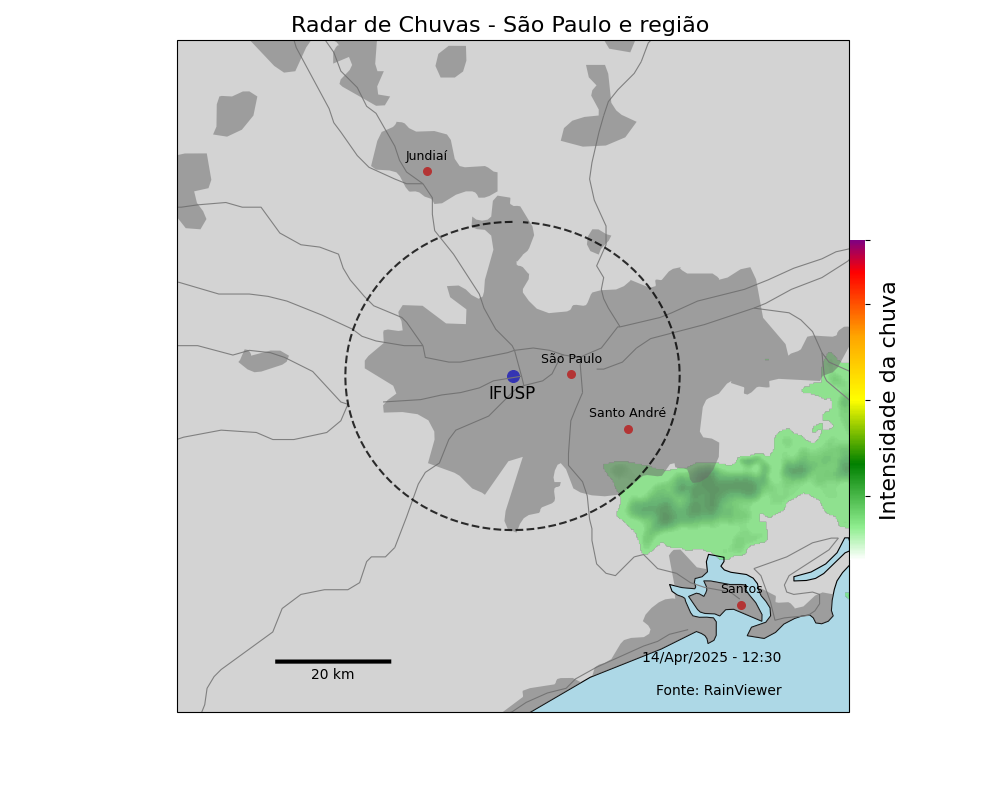 Radar de Chuvas - São Paulo e região
Jundiaí
São Paulo
IFUSP
Santo André
Intensidade da chuva
Santos
14/Apr/2025 - 12:30
20 km
Fonte: RainViewer